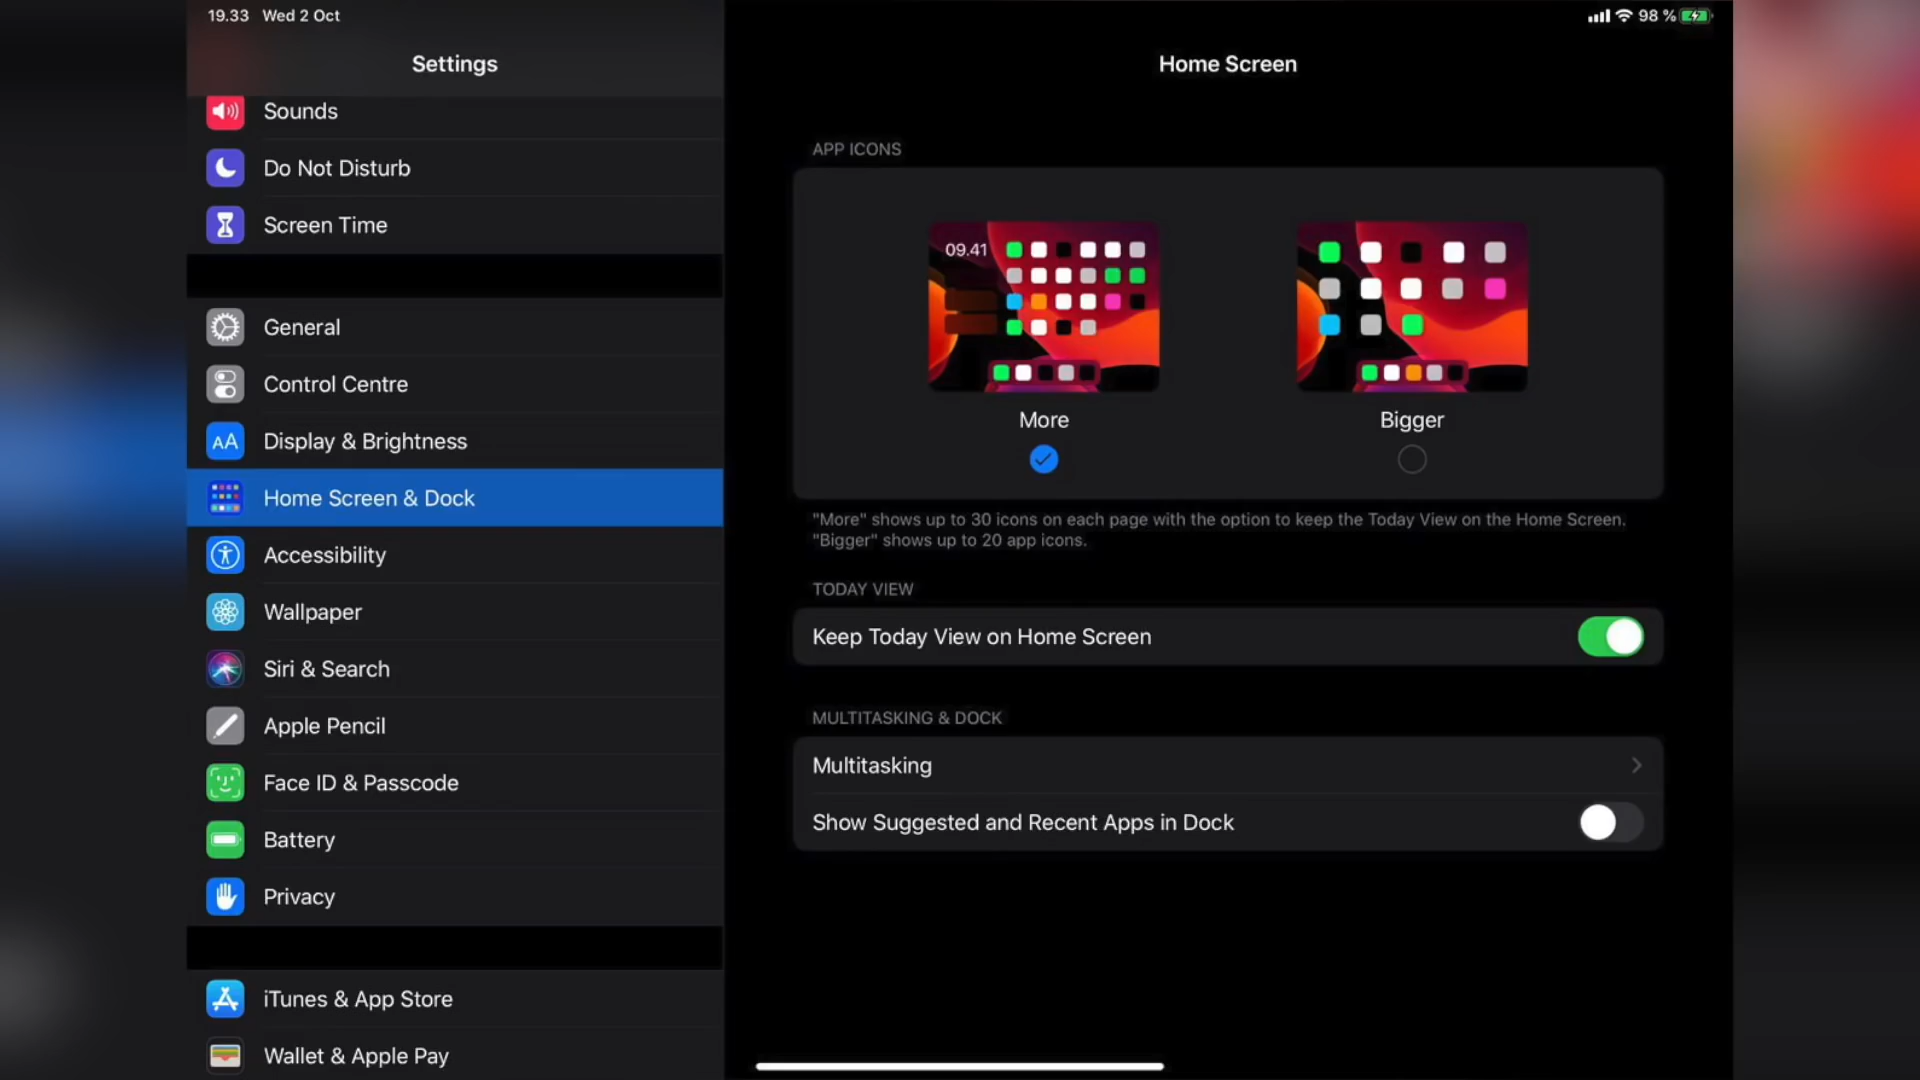 19.33 Wed 2 Oct
98 %
Settings
Sounds
Do Not Disturb
Screen Time
General
Control Centre
AA
Display & Brightness
Home Screen & Dock
Accessibility
Wallpaper
Siri & Search
Apple Pencil
Face ID & Passcode
Battery
Privacy
iTunes & App Store
Wallet & Apple Pay
Home Screen
APP ICONS
09.41
More
Bigger
"More" shows up to 30 icons on each page with the option to keep the Today View on the Home Screen.
"Bigger" shows up to 20 app icons.
TODAY VIEW
Keep Today View on Home Screen
MULTITASKING & DOCK
Multitasking
Show Suggested and Recent Apps in Dock